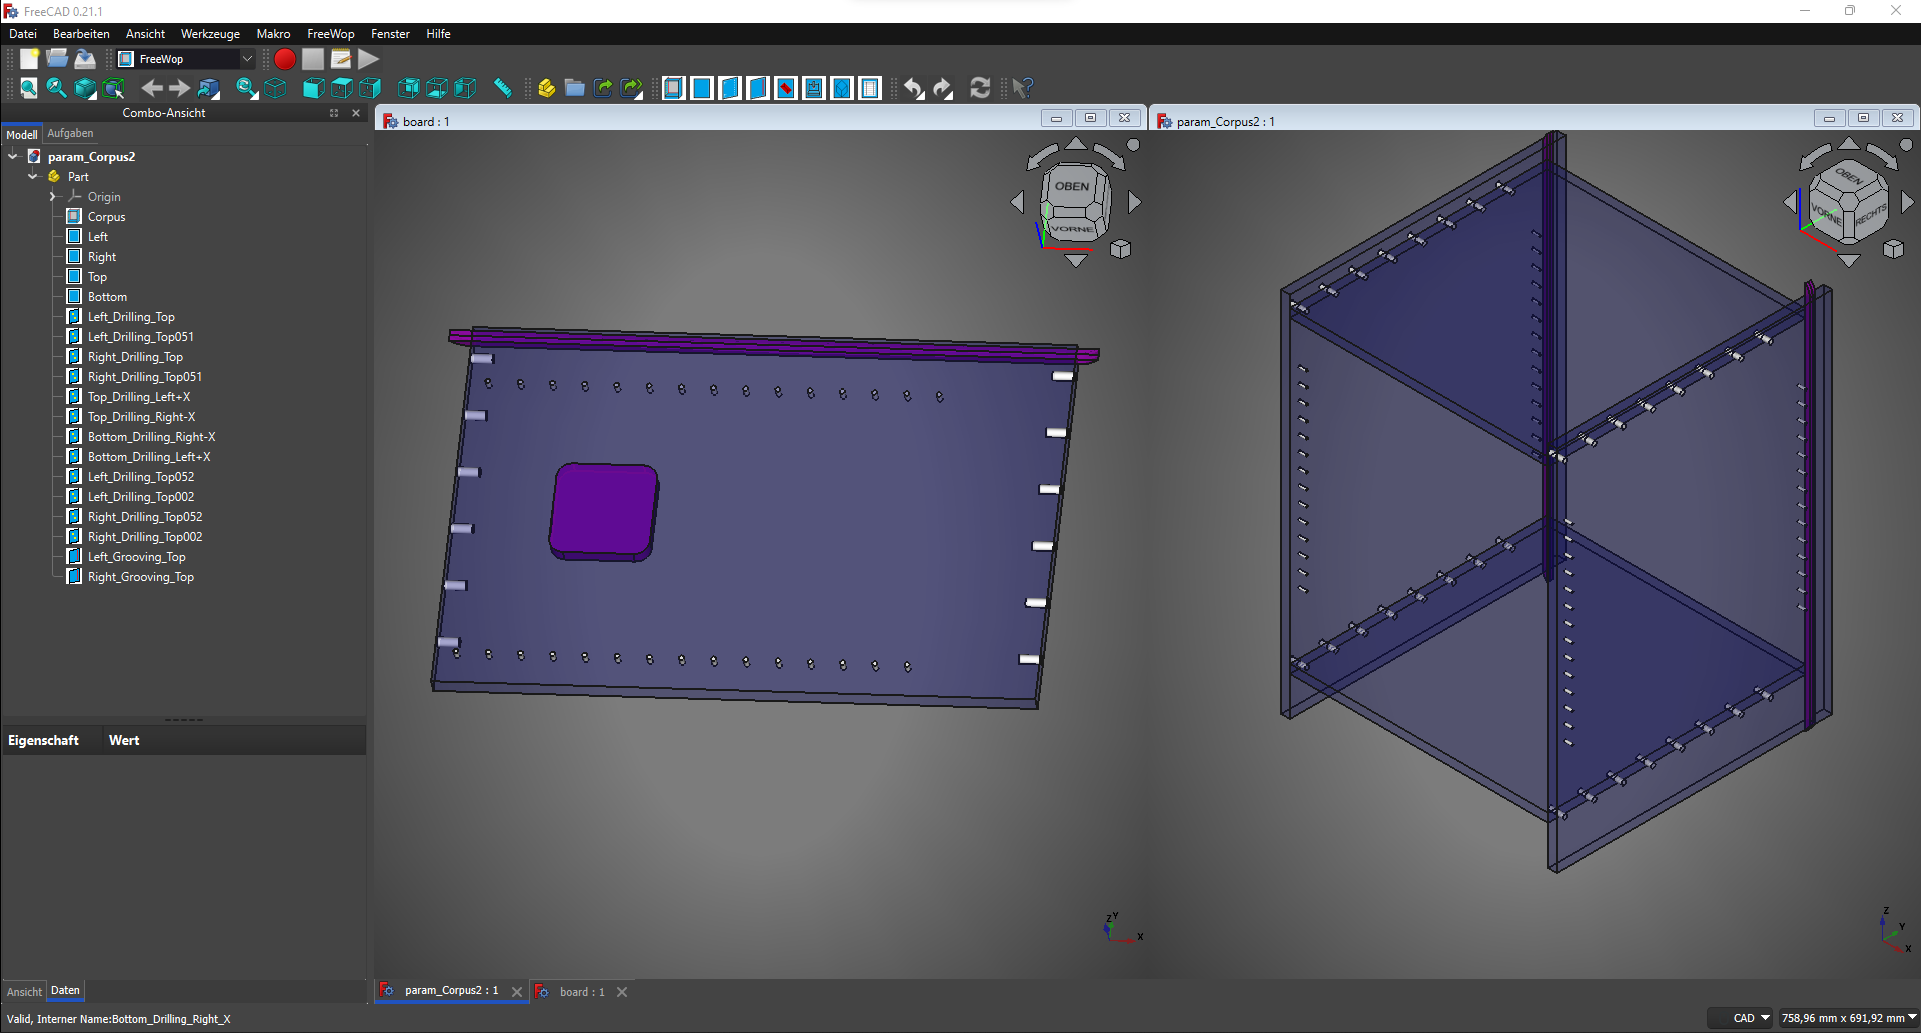 FreeCAD 0.21.1
Datei Bearbeiten Ansicht Werkzeuge Makro FreeWop Fenster Hilfe
FreeWop
Combo-Ansicht
Modell Aufgaben
param_Corpus2
Part
Origin
Corpus
Left
Right
Top
Bottom
Left_Drilling_Top
Left_Drilling_Top051
Right_Drilling_Top
Right_Drilling_Top051
Top_Drilling_Left+X
Top_Drilling_Right-X
Bottom_Drilling_Right-X
Bottom_Drilling_Left+X
Left_Drilling_Top052
Left_Drilling_Top002
Right_Drilling_Top052
Right_Drilling_Top002
Left_Grooving_Top
Right_Grooving_Top
Eigenschaft Wert
Ansicht Daten
board : 1
OBEN
VORNE
Z Y
X
param_Corpus2 : 1
OBEN
VORNE RECHTS
Z
Y
X
param_Corpus2 : 1 board : 1
Valid, Interner Name:Bottom_Drilling_Right_X
CAD 758,96 mm x 691,92 mm